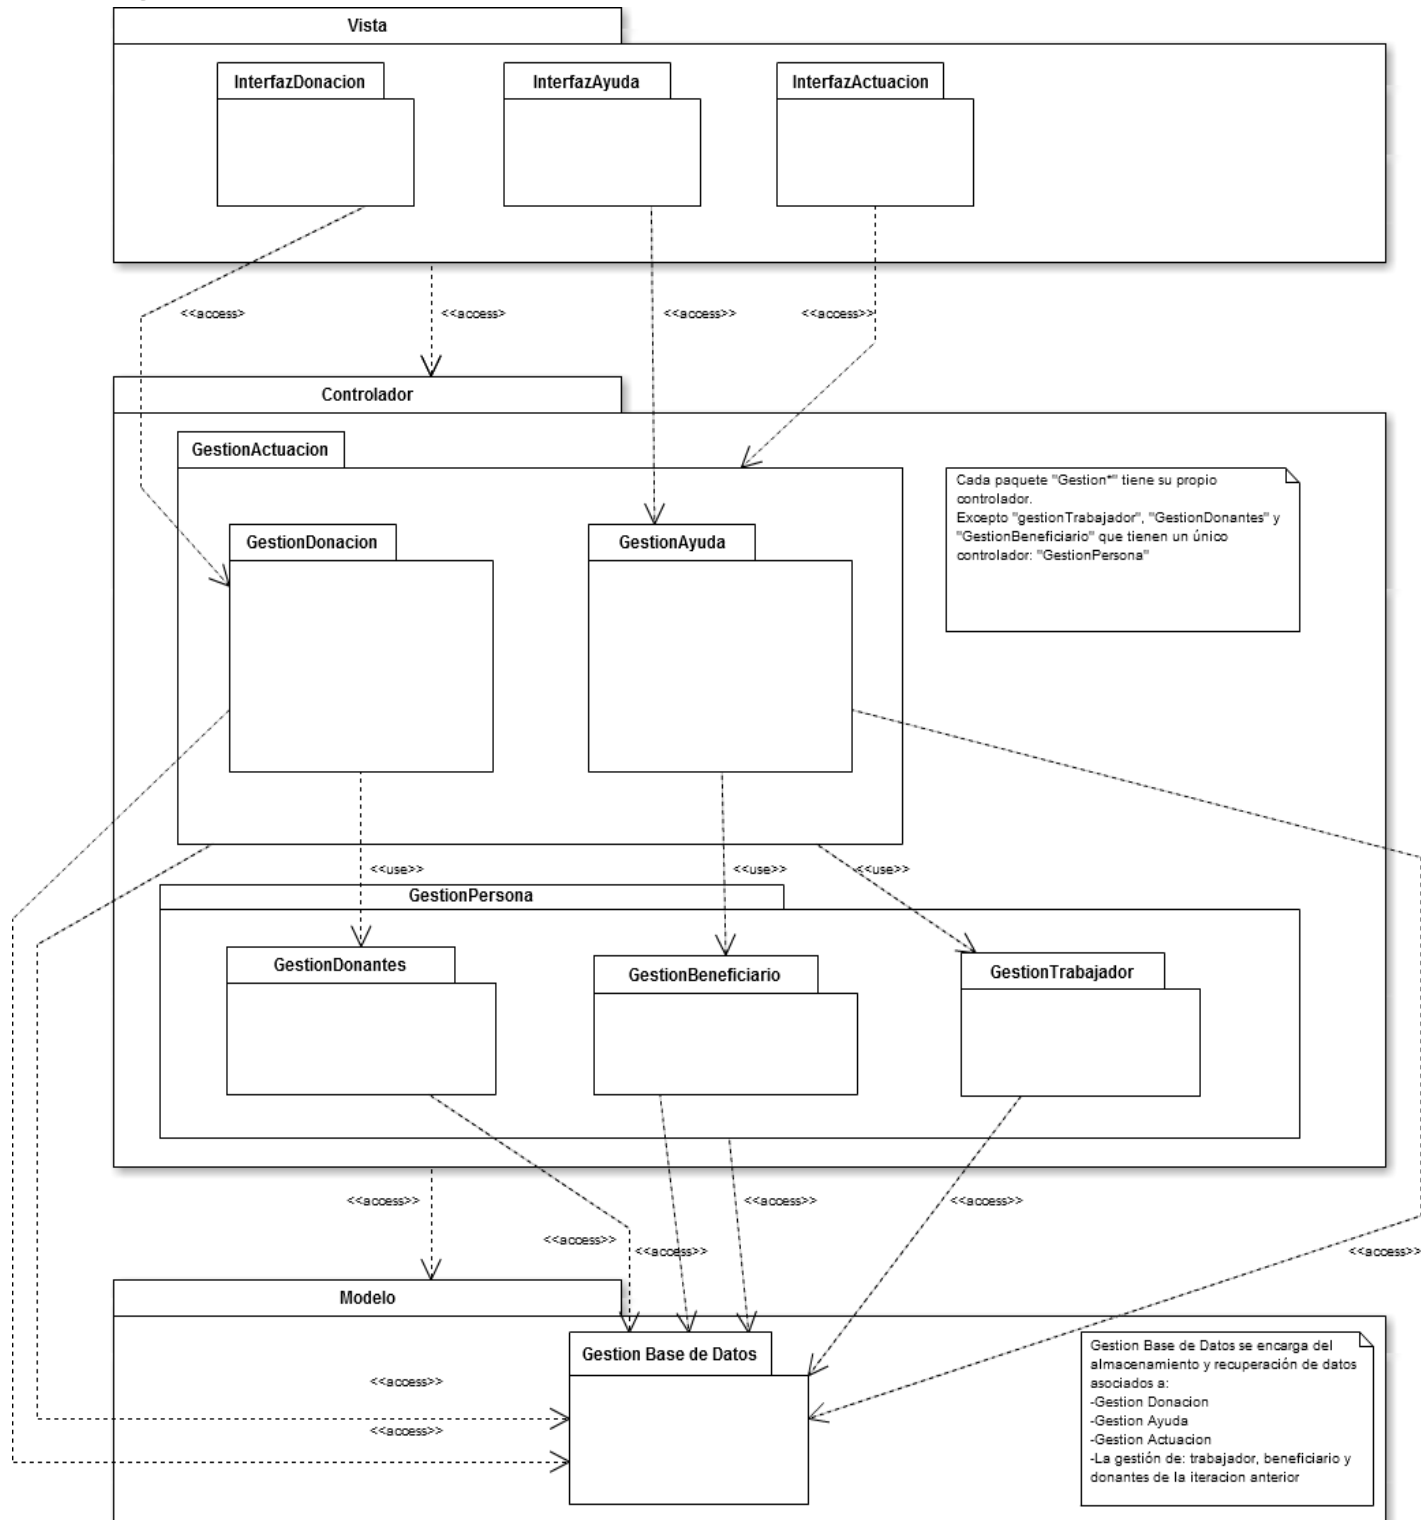 Vista
InterfazDonacion
InterfazAyuda
InterfazActuacion
<<access>
<<access>
<<access>>
<<access>>
Controlador
GestionActuacion
Cada paquete "Gestion*" tiene su propio
controlador.
Excepto "gestionTrabajador", "GestionDonantes" y
"GestionBeneficiario" que tienen un único
controlador: "GestionPersona"
GestionDonacion
GestionAyuda
<<use>>
<<use>>
<<use>>
GestionPersona
GestionDonantes
GestionBeneficiario
GestionTrabajador
<<access>>
<<access>>
<<access>>
<<access>>
<<access>>
<<access>>
Modelo
Gestion Base de Datos
<<access>>
<<access>>
Gestion Base de Datos se encarga del
almacenamiento y recuperación de datos
asociados a:
-Gestion Donacion
-Gestion Ayuda
-Gestion Actuacion
-La gestión de: trabajador, beneficiario y
donantes de la iteracion anterior